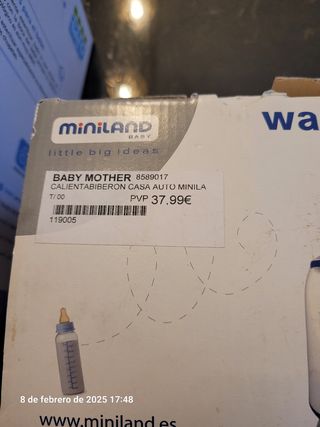 miniLAND
BABY
little big ideas
wa
BABY MOTHER 8589017
CALIENTABIBERON CASA AUTO MINILA
T/ 00 PVP 37.99€
119005
8 de febrero de 2025 17:48
www.miniland.es